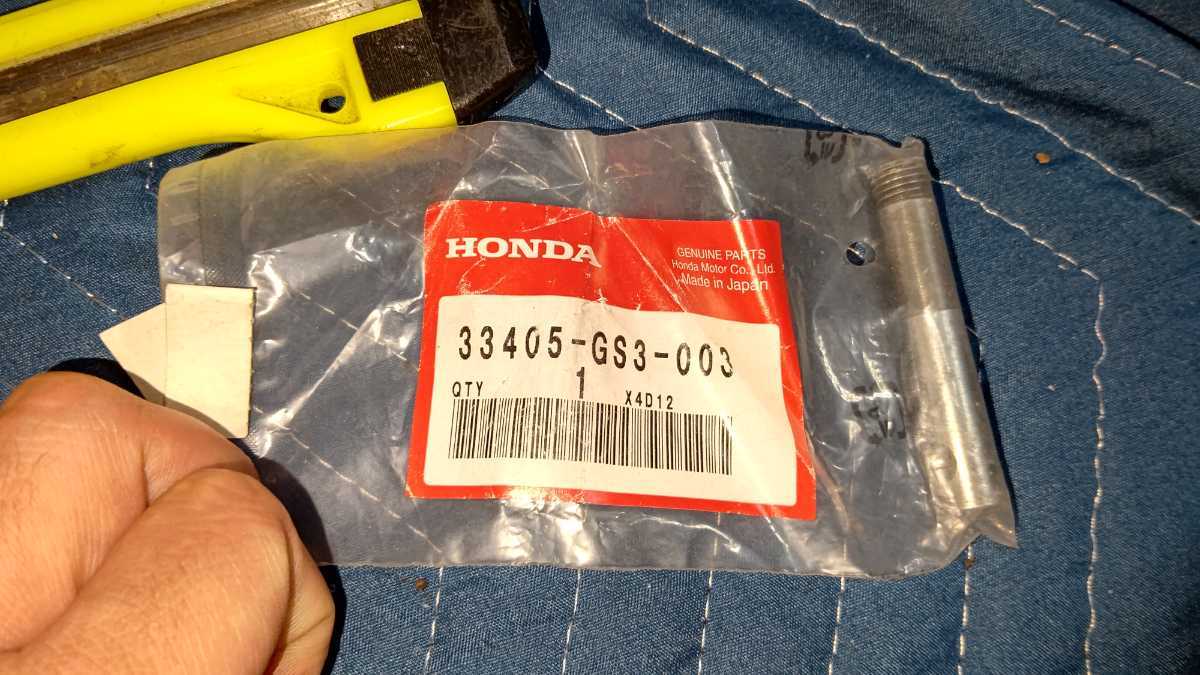 HONDA
GENUINE PARTS
Honda Motor Co., Ltd.
Made in Japan
33405-GS3-003
QTY 1 X4D12